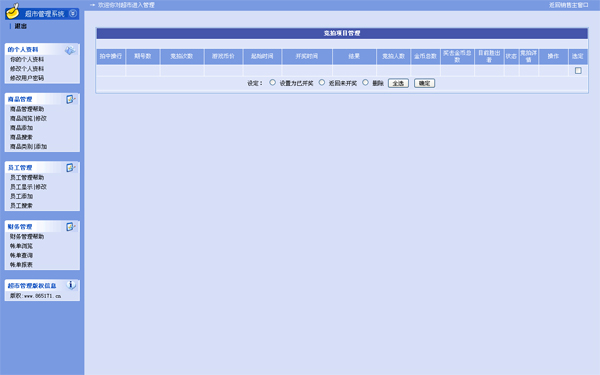 超市管理系统
退出
的个人资料
你的个人资料
修改个人资料
修改用户密码
商品管理
商品管理帮助
商品浏览|修改
商品添加
商品搜索
商品类别|添加
员工管理
员工管理帮助
员工显示|修改
员工添加
员工搜索
财务管理
财务管理帮助
帐单浏览
帐单查询
帐单报表
超市管理版权信息
版权:www.865171.cn
→ 欢迎你对超市进入管理
返回销售主窗口
竞拍项目管理
拍中排行 期号数 竞拍次数 游戏币价 起始时间 开奖时间 结果 竞拍人数 金币总数 买去金币总数 目前胜出者 状态 竞拍详情 操作 选定
设定： 设置为已开奖 返回未开奖 删除 全选 确定